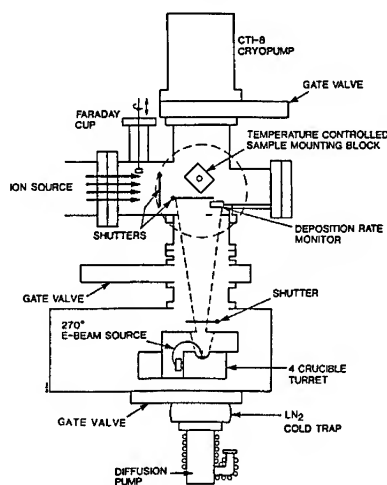 CTI-8
CRYOPUMP
GATE VALVE
FARADAY
CUP
TEMPERATURE CONTROLLED
SAMPLE MOUNTING BLOCK
ION SOURCE
SHUTTERS
DEPOSITION RATE
MONITOR
GATE VALVE
SHUTTER
270°
E-BEAM SOURCE
4 CRUCIBLE
TURRET
GATE VALVE
LN2
COLD TRAP
DIFFUSION
PUMP